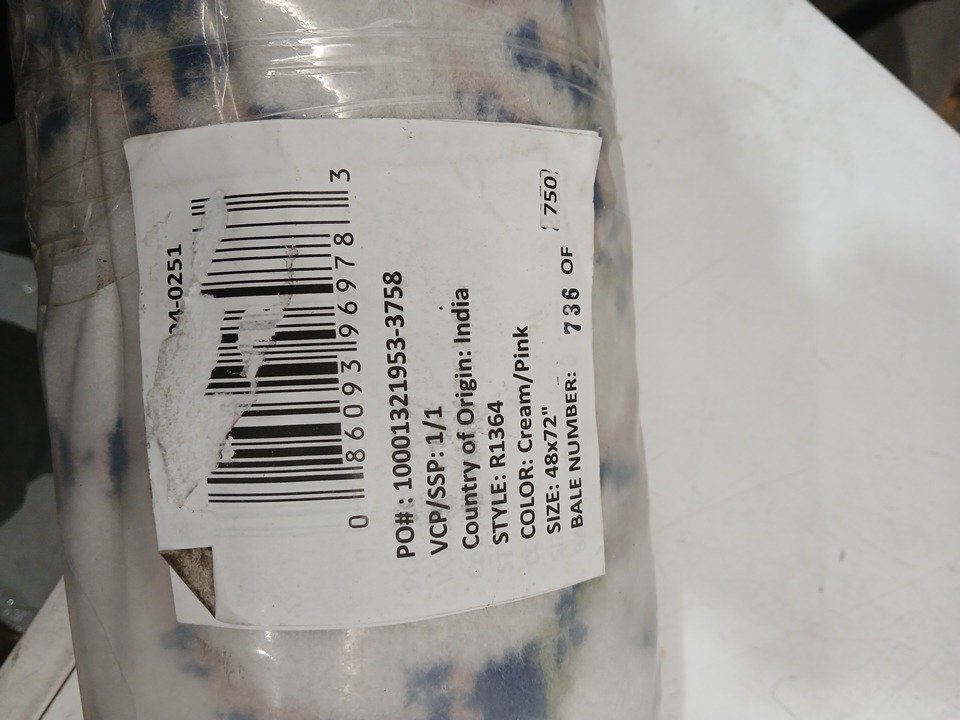 04-0251
0 86093 96978 3
PO# : 10001321953-3758
VCP/SSP: 1/1
Country of Origin: India
STYLE: R1364
COLOR: Cream/Pink
SIZE: 48x72"
BALE NUMBER: 736 OF 750